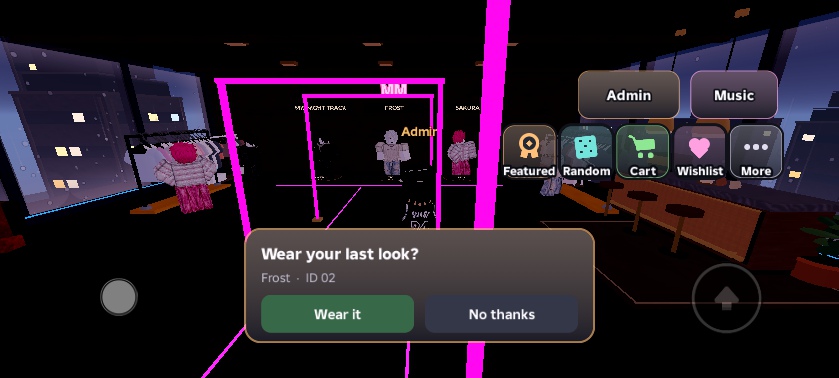 Admin
Music
MM
MIDNIGHT TRACK
FROST
SAKURA
Admin
Featured
Random
Cart
Wishlist
More
Wear your last look?
Frost · ID 02
Wear it
No thanks